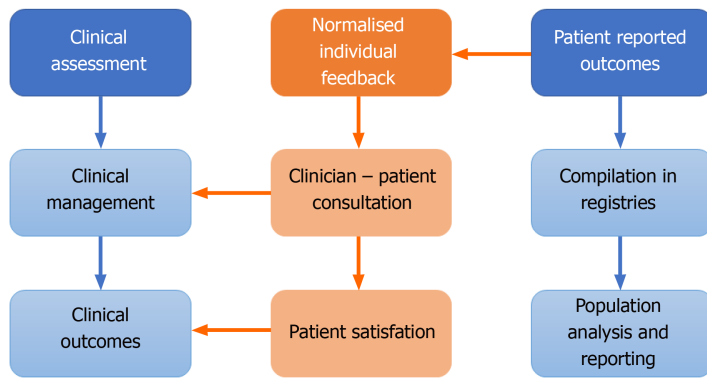 Clinical
assessment
Normalised
individual
feedback
Patient reported
outcomes
Clinical
management
Clinician – patient
consultation
Compilation in
registries
Clinical
outcomes
Patient satisfation
Population
analysis and
reporting